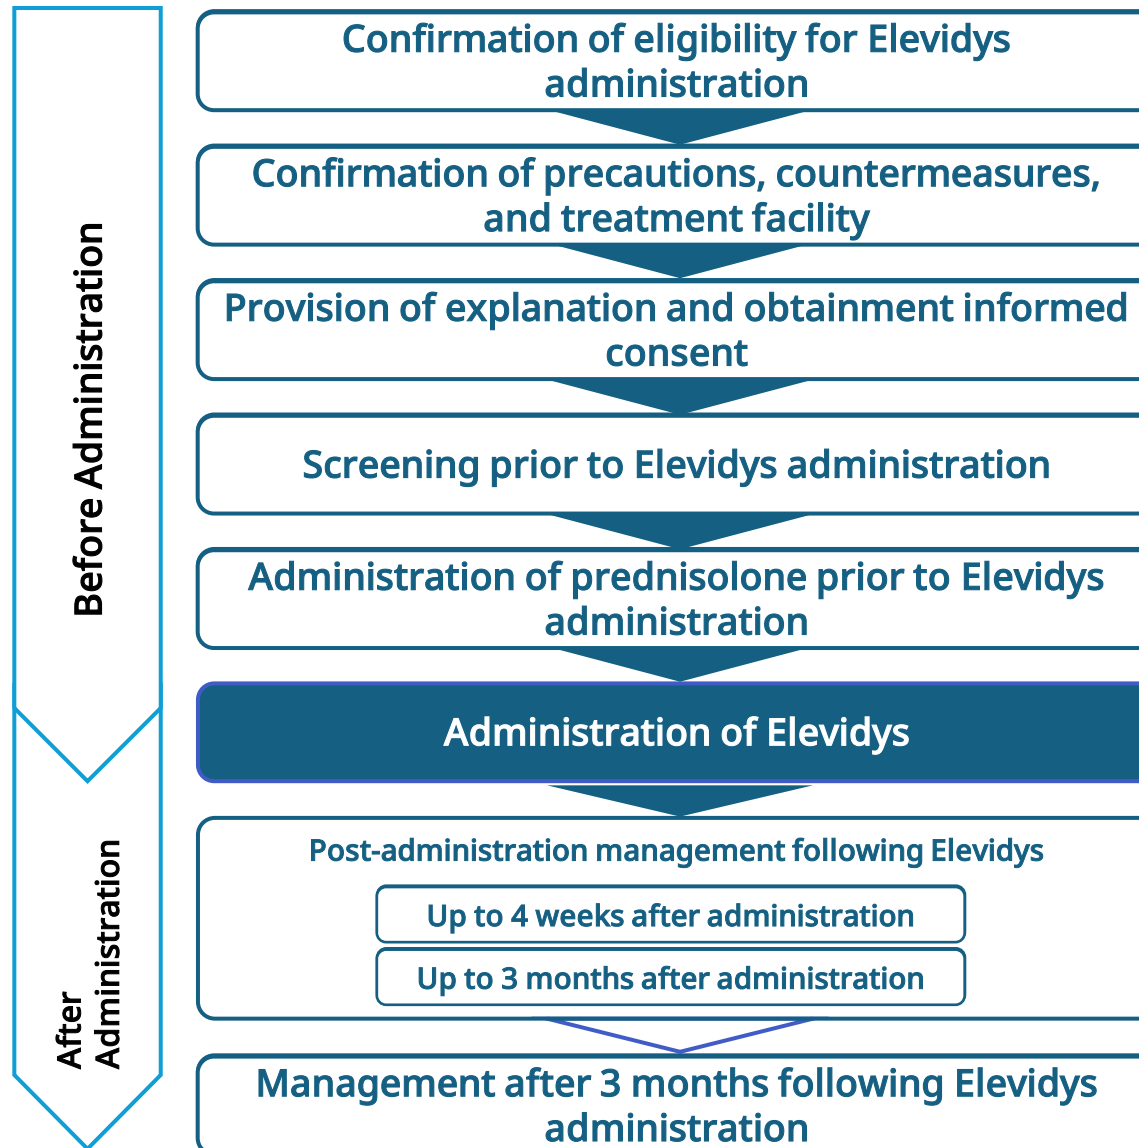 Before Administration
Confirmation of eligibility for Elevidys
administration
Confirmation of precautions, countermeasures,
and treatment facility
Provision of explanation and obtainment informed
consent
Screening prior to Elevidys administration
Administration of prednisolone prior to Elevidys
administration
Administration of Elevidys
After
Administration
Post-administration management following Elevidys
Up to 4 weeks after administration
Up to 3 months after administration
Management after 3 months following Elevidys
administration